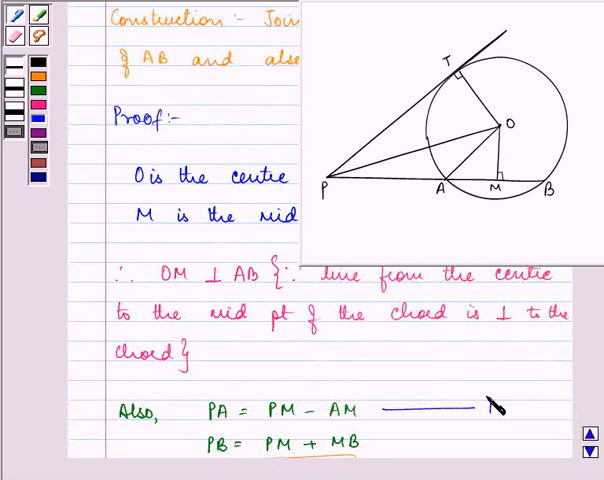 Construction:- Join
of AB and also
Proof:-
O is the centre
M is the mid
∴ OM ⊥ AB {∵ line from the centre
to the mid pt of the chord is ⊥ to the
chord}
Also, PA = PM - AM
PB = PM + MB
T
O
P
A
M
B